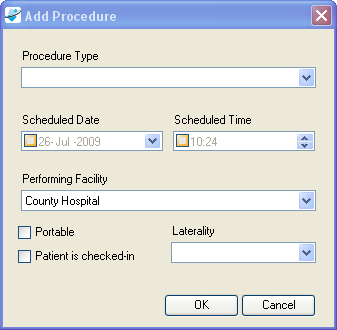 Add Procedure
Procedure Type
Scheduled Date
Scheduled Time
26- Jul -2009
10:24
Performing Facility
County Hospital
Portable
Laterality
Patient is checked-in
OK
Cancel